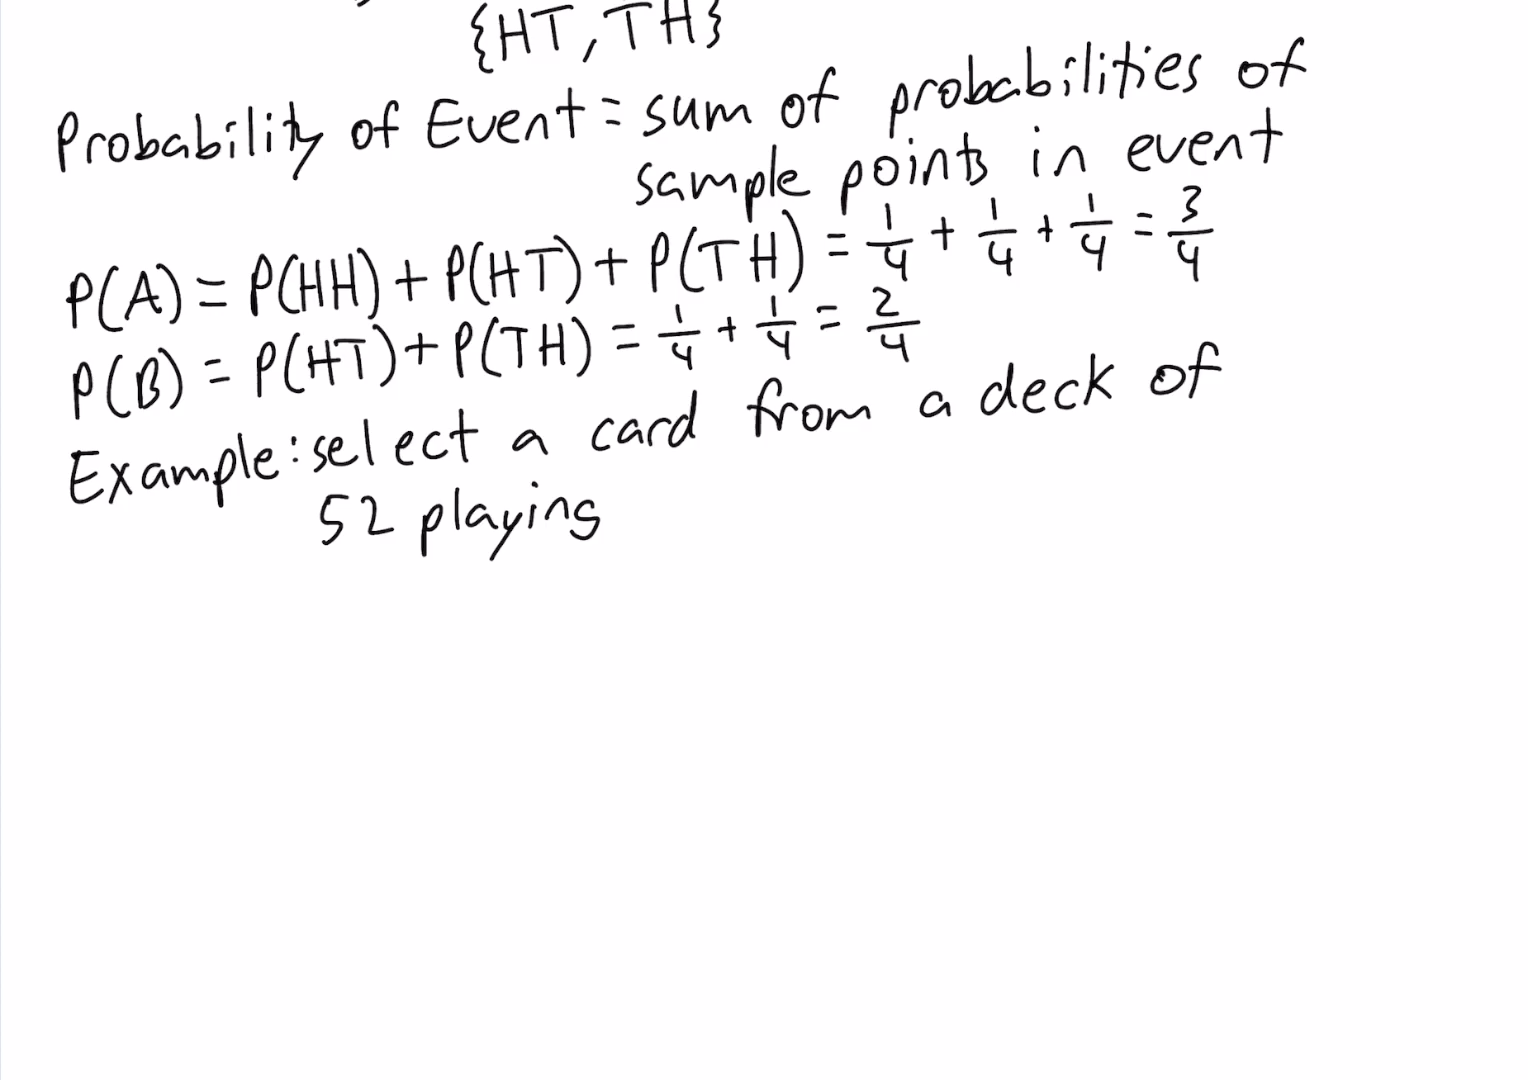 {HT, TH}
Probability of Event = sum of probabilities of
sample points in event
P(A) = P(HH) + P(HT) + P(TH) = 1/4 + 1/4 + 1/4 = 3/4
P(B) = P(HT) + P(TH) = 1/4 + 1/4 = 2/4
Example: select a card from a deck of
52 playing